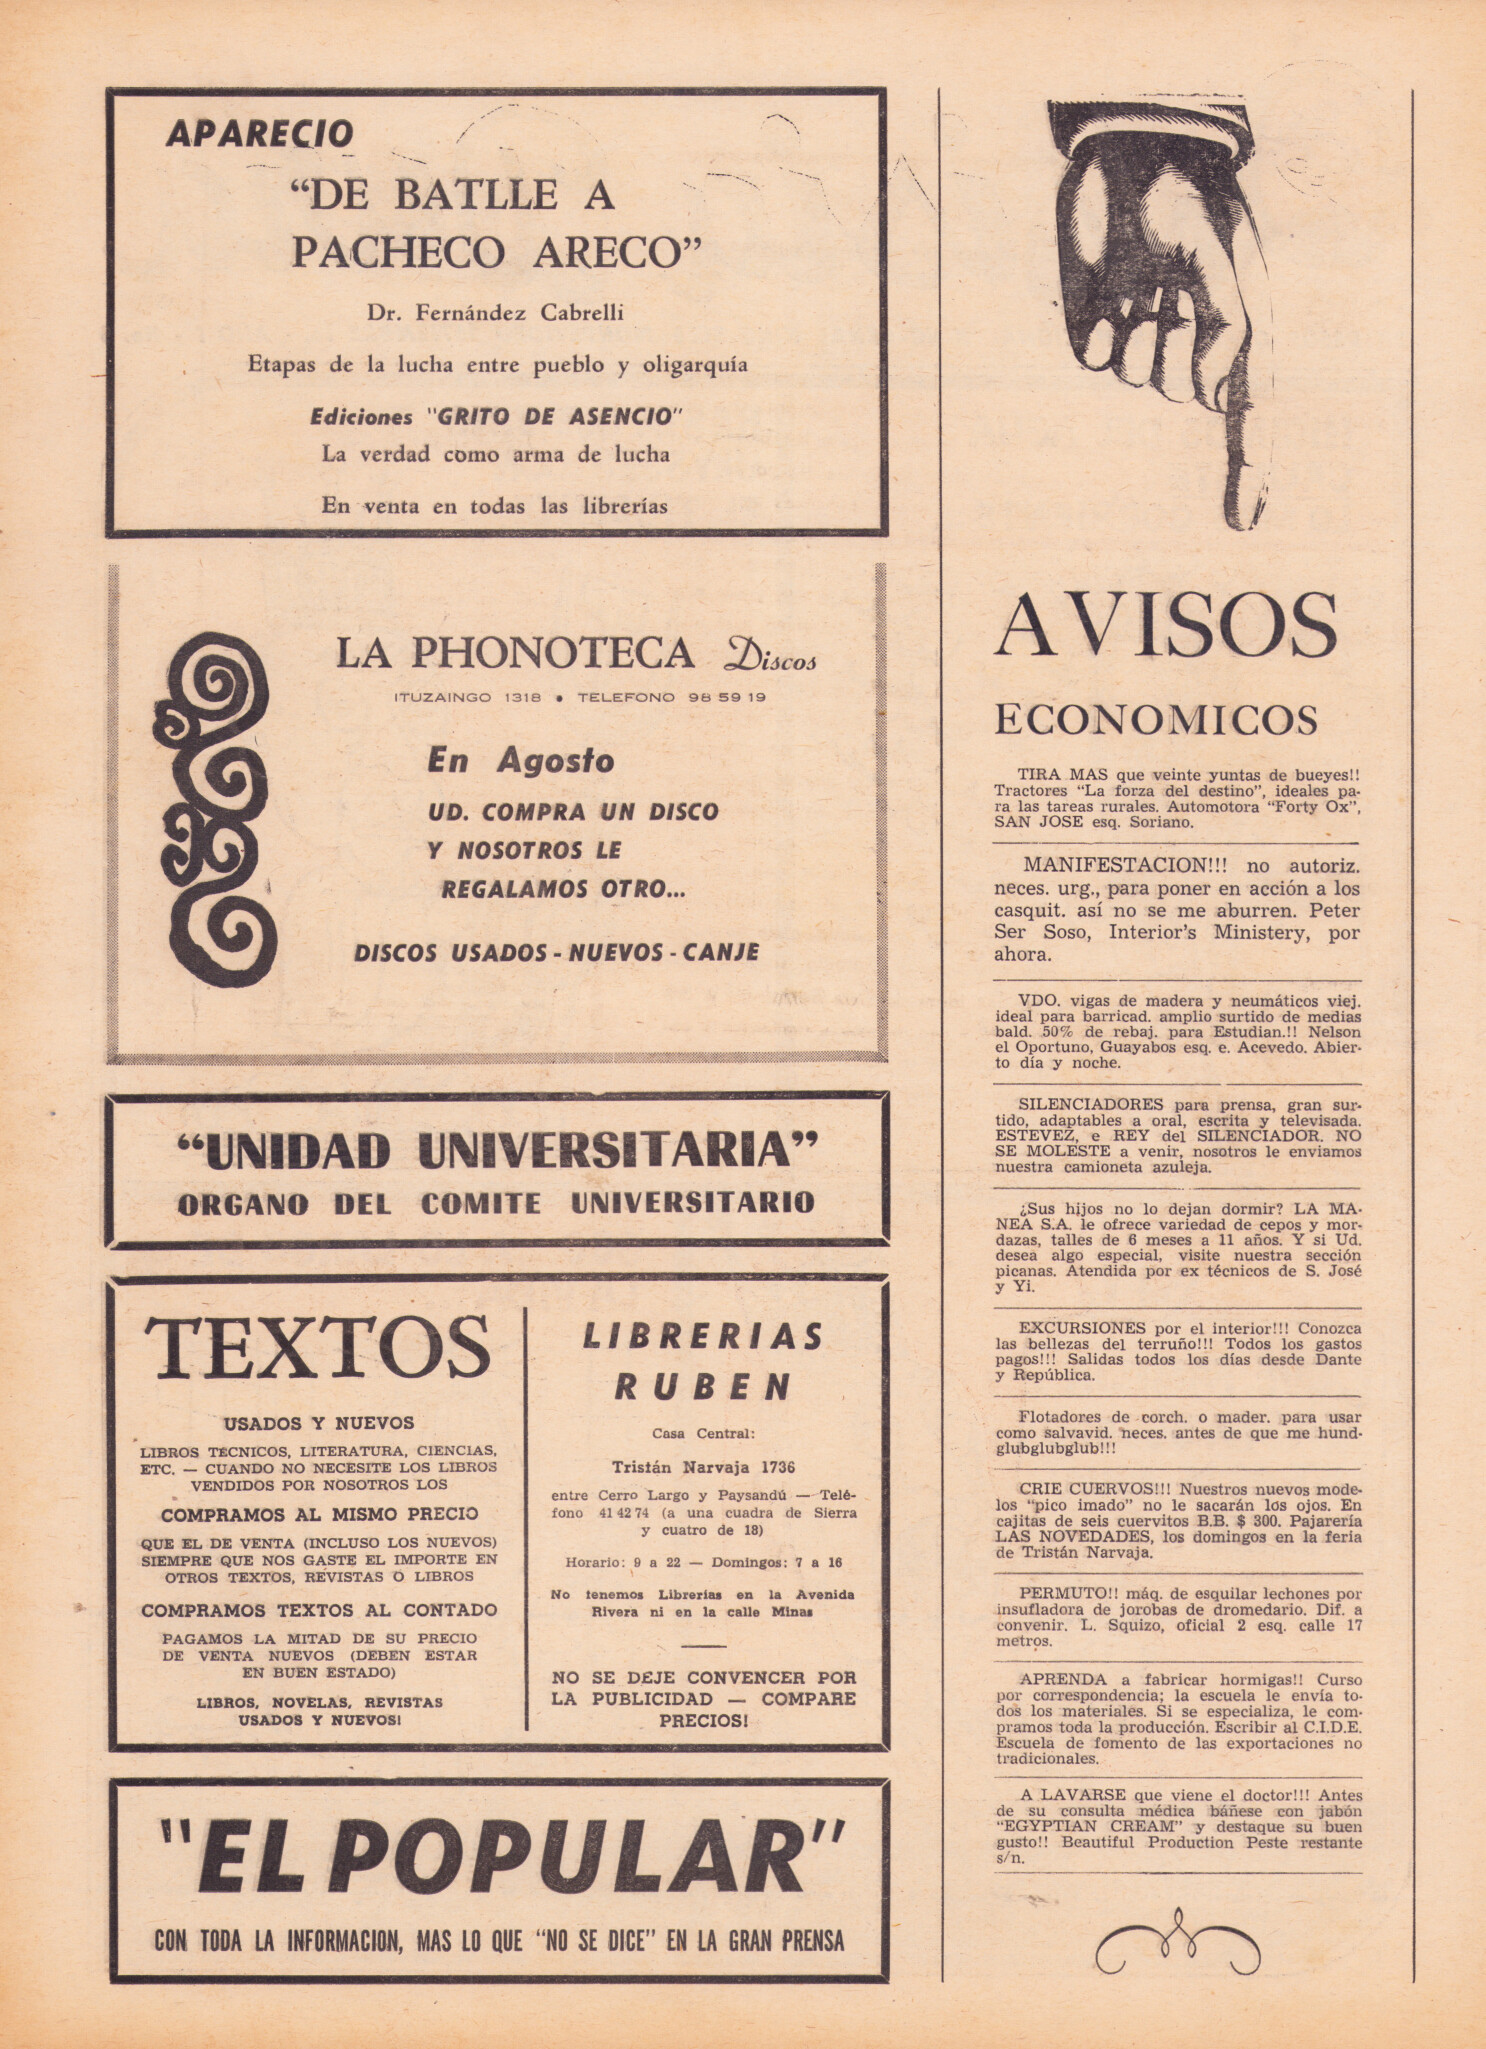 APARECIO
“DE BATLLE A
PACHECO ARECO”
Dr. Fernández Cabrelli
Etapas de la lucha entre pueblo y oligarquía
Ediciones "GRITO DE ASENCIO"
La verdad como arma de lucha
En venta en todas las librerías
LA PHONOTECA Discos
ITUZAINGO 1318 • TELEFONO 98 59 19
En Agosto
UD. COMPRA UN DISCO
Y NOSOTROS LE
REGALAMOS OTRO...
DISCOS USADOS - NUEVOS - CANJE
“UNIDAD UNIVERSITARIA”
ORGANO DEL COMITE UNIVERSITARIO
TEXTOS
USADOS Y NUEVOS
LIBROS TECNICOS, LITERATURA, CIENCIAS,
ETC. — CUANDO NO NECESITE LOS LIBROS
VENDIDOS POR NOSOTROS LOS
COMPRAMOS AL MISMO PRECIO
QUE EL DE VENTA (INCLUSO LOS NUEVOS)
SIEMPRE QUE NOS GASTE EL IMPORTE EN
OTROS TEXTOS, REVISTAS O LIBROS
COMPRAMOS TEXTOS AL CONTADO
PAGAMOS LA MITAD DE SU PRECIO
DE VENTA NUEVOS (DEBEN ESTAR
EN BUEN ESTADO)
LIBROS, NOVELAS, REVISTAS
USADOS Y NUEVOS!
LIBRERIAS
RUBEN
Casa Central:
Tristán Narvaja 1736
entre Cerro Largo y Paysandú — Telé-
fono 41 42 74 (a una cuadra de Sierra
y cuatro de 18)
Horario: 9 a 22 — Domingos: 7 a 16
No tenemos Librerías en la Avenida
Rivera ni en la calle Minas
NO SE DEJE CONVENCER POR
LA PUBLICIDAD — COMPARE
PRECIOS!
"EL POPULAR"
CON TODA LA INFORMACION, MAS LO QUE “NO SE DICE” EN LA GRAN PRENSA
AVISOS
ECONOMICOS
TIRA MAS que veinte yuntas de bueyes!!
Tractores “La forza del destino”, ideales pa-
ra las tareas rurales. Automotora “Forty Ox”,
SAN JOSE esq. Soriano.
MANIFESTACION!!! no autoriz.
neces. urg., para poner en acción a los
casquit. así no se me aburren. Peter
Ser Soso, Interior's Ministery, por
ahora.
VDO. vigas de madera y neumáticos viej.
ideal para barricad. amplio surtido de medias
bald. 50% de rebaj. para Estudian.!! Nelson
el Oportuno, Guayabos esq. e. Acevedo. Abier-
to día y noche.
SILENCIADORES para prensa, gran sur-
tido, adaptables a oral, escrita y televisada.
ESTEVEZ, e REY del SILENCIADOR. NO
SE MOLESTE a venir, nosotros le enviamos
nuestra camioneta azuleja.
¿Sus hijos no lo dejan dormir? LA MA-
NEA S.A. le ofrece variedad de cepos y mor-
dazas, talles de 6 meses a 11 años. Y si Ud.
desea algo especial, visite nuestra sección
picanas. Atendida por ex técnicos de S. José
y Yi.
EXCURSIONES por el interior!!! Conozca
las bellezas del terruño!!! Todos los gastos
pagos!!! Salidas todos los días desde Dante
y República.
Flotadores de corch. o mader. para usar
como salvavid. neces. antes de que me hund-
glubglubglub!!!
CRIE CUERVOS!!! Nuestros nuevos mode-
los “pico imado” no le sacarán los ojos. En
cajitas de seis cuervitos B.B. $ 300. Pajarería
LAS NOVEDADES, los domingos en la feria
de Tristán Narvaja.
PERMUTO!! máq. de esquilar lechones por
insufladora de jorobas de dromedario. Dif. a
convenir. L. Squizo, oficial 2 esq. calle 17
metros.
APRENDA a fabricar hormigas!! Curso
por correspondencia; la escuela le envía to-
dos los materiales. Si se especializa, le com-
pramos toda la producción. Escribir al C.I.D.E.
Escuela de fomento de las exportaciones no
tradicionales.
A LAVARSE que viene el doctor!!! Antes
de su consulta médica báñese con jabón
“EGYPTIAN CREAM” y destaque su buen
gusto!! Beautiful Production Peste restante
s/n.